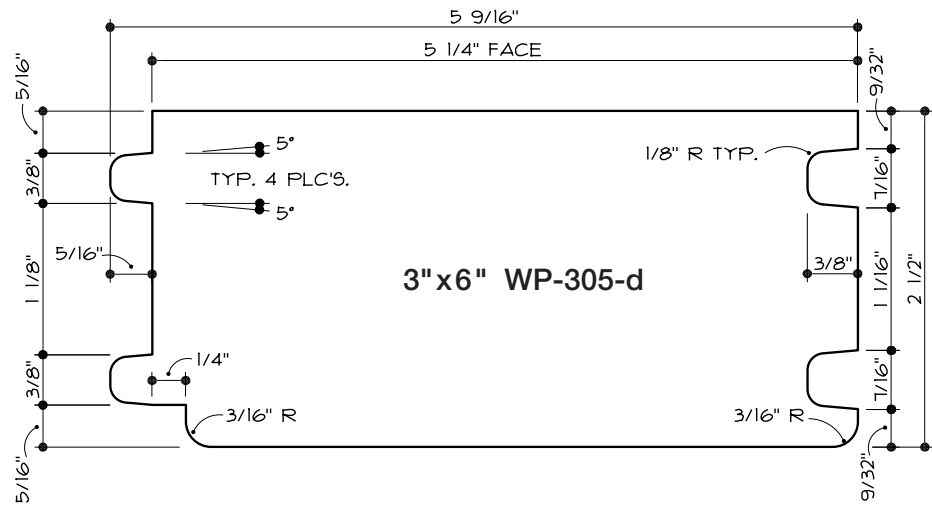 5 9/16"
5 1/4" FACE
5/16"
9/32"
5°
1/8" R TYP.
3/8"
TYP. 4 PLC'S.
7/16"
5°
5/16"
3/8"
1 1/8"
3"x6" WP-305-d
1 1/16"
2 1/2"
1/4"
3/8"
7/16"
3/16" R
3/16" R
5/16"
9/32"